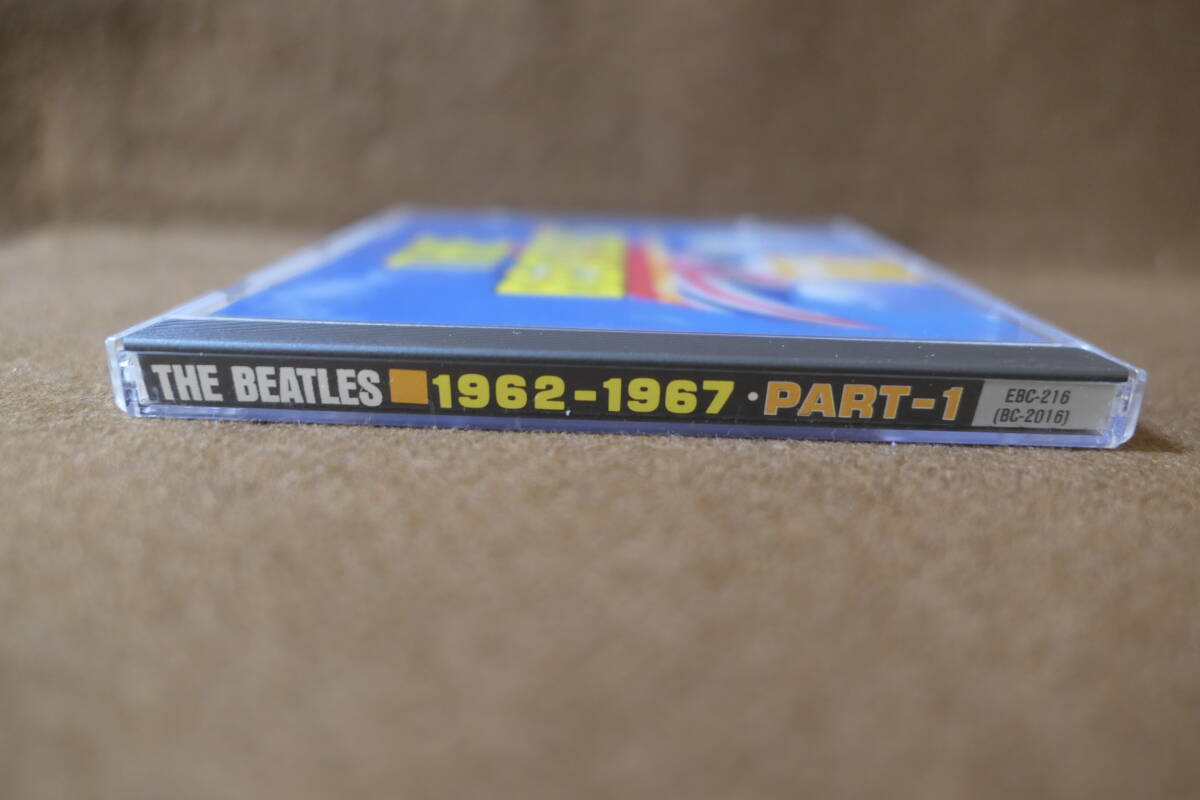 THE BEATLES 1962-1967・PART-1
EBC-216
(BC-2016)